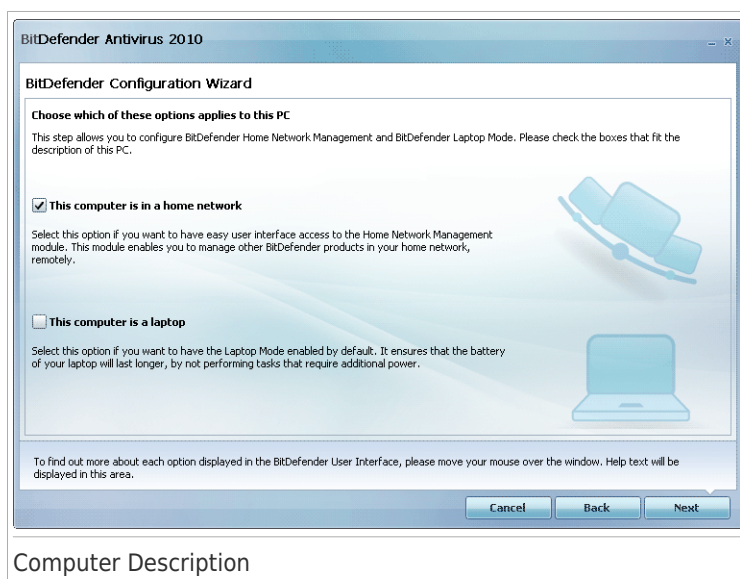 BitDefender Antivirus 2010
BitDefender Configuration Wizard
Choose which of these options applies to this PC
This step allows you to configure BitDefender Home Network Management and BitDefender Laptop Mode. Please check the boxes that fit the
description of this PC.
This computer is in a home network
Select this option if you want to have easy user interface access to the Home Network Management
module. This module enables you to manage other BitDefender products in your home network,
remotely.
This computer is a laptop
Select this option if you want to have the Laptop Mode enabled by default. It ensures that the battery
of your laptop will last longer, by not performing tasks that require additional power.
To find out more about each option displayed in the BitDefender User Interface, please move your mouse over the window. Help text will be
displayed in this area.
Cancel Back Next
Computer Description